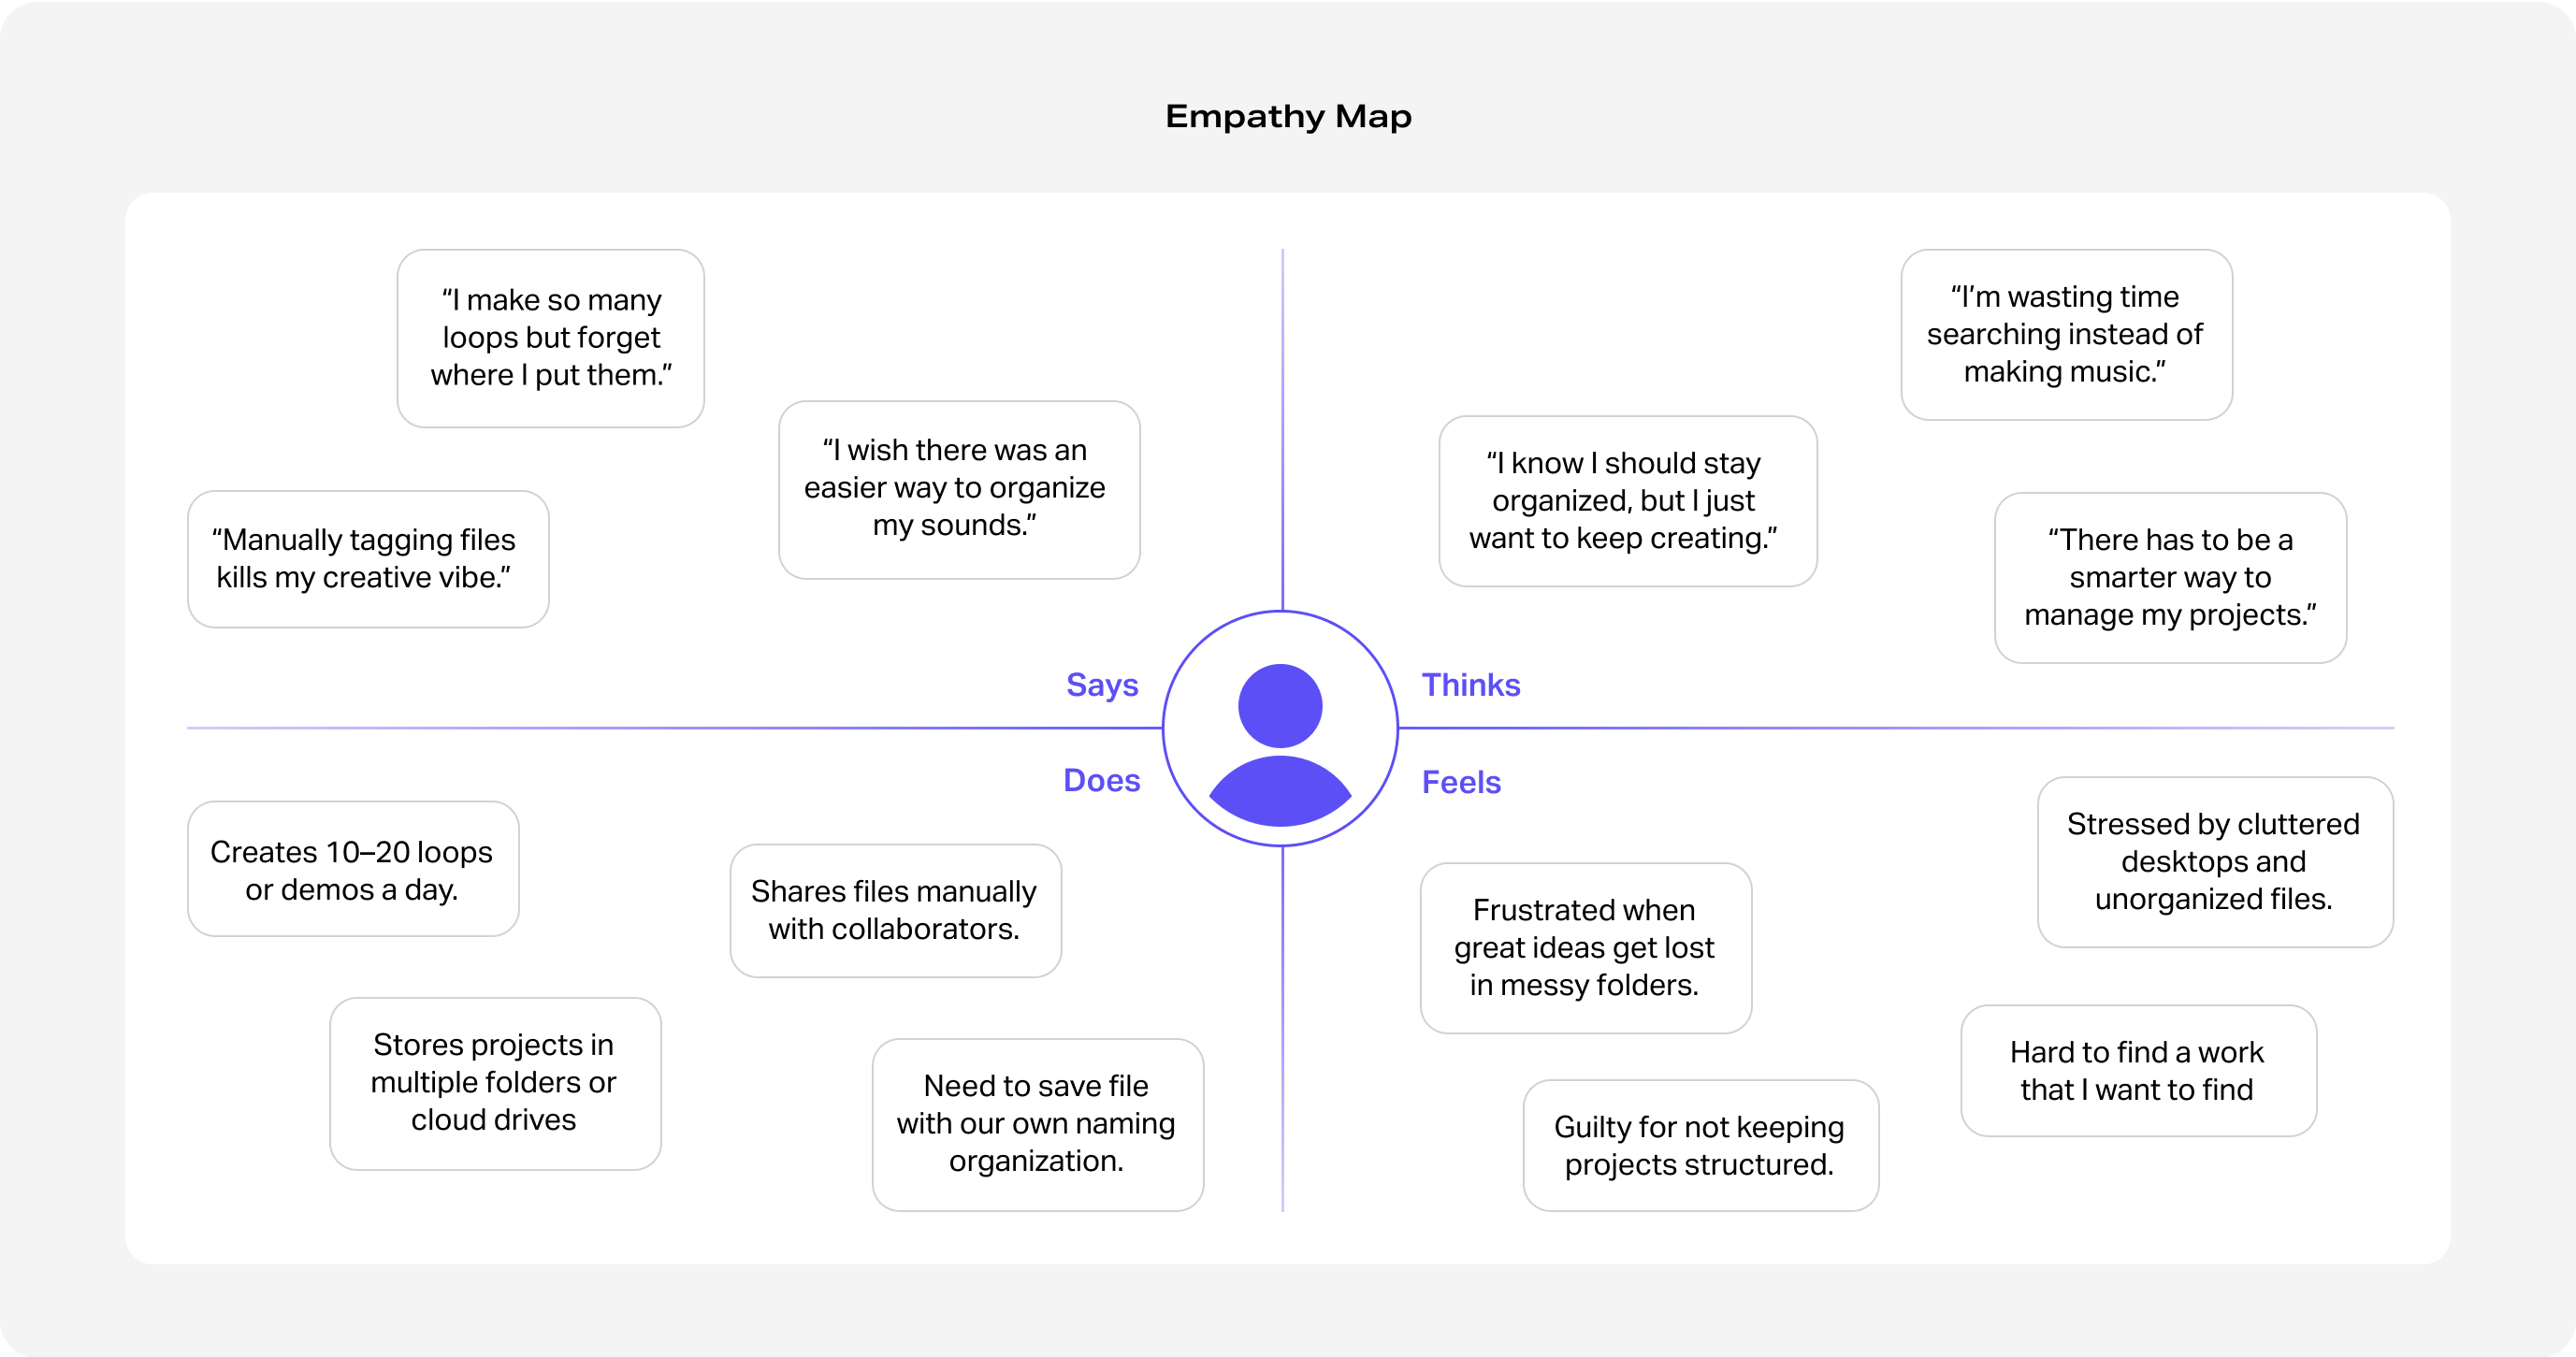 Empathy Map
“I make so many
loops but forget
where I put them.”
“I wish there was an
easier way to organize
my sounds.”
“Manually tagging files
kills my creative vibe.”
Says
“I’m wasting time
searching instead of
making music.”
“I know I should stay
organized, but I just
want to keep creating.”
“There has to be a
smarter way to
manage my projects.”
Thinks
Does
Creates 10–20 loops
or demos a day.
Shares files manually
with collaborators.
Stores projects in
multiple folders or
cloud drives
Need to save file
with our own naming
organization.
Feels
Stressed by cluttered
desktops and
unorganized files.
Frustrated when
great ideas get lost
in messy folders.
Hard to find a work
that I want to find
Guilty for not keeping
projects structured.